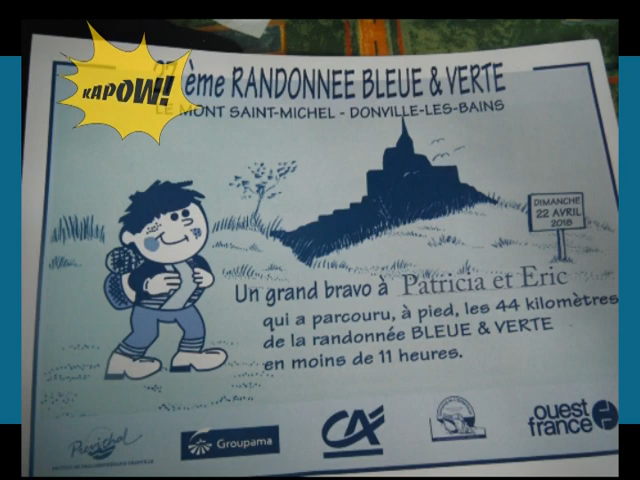 KAPOW!
ème RANDONNEE BLEUE & VERTE
LE MONT SAINT-MICHEL - DONVILLE-LES-BAINS
DIMANCHE
22 AVRIL
2018
Un grand bravo à Patricia et Eric
qui a parcouru, à pied, les 44 kilomètres
de la randonnée BLEUE & VERTE
en moins de 11 heures.
Groupama
CA
ouest
france